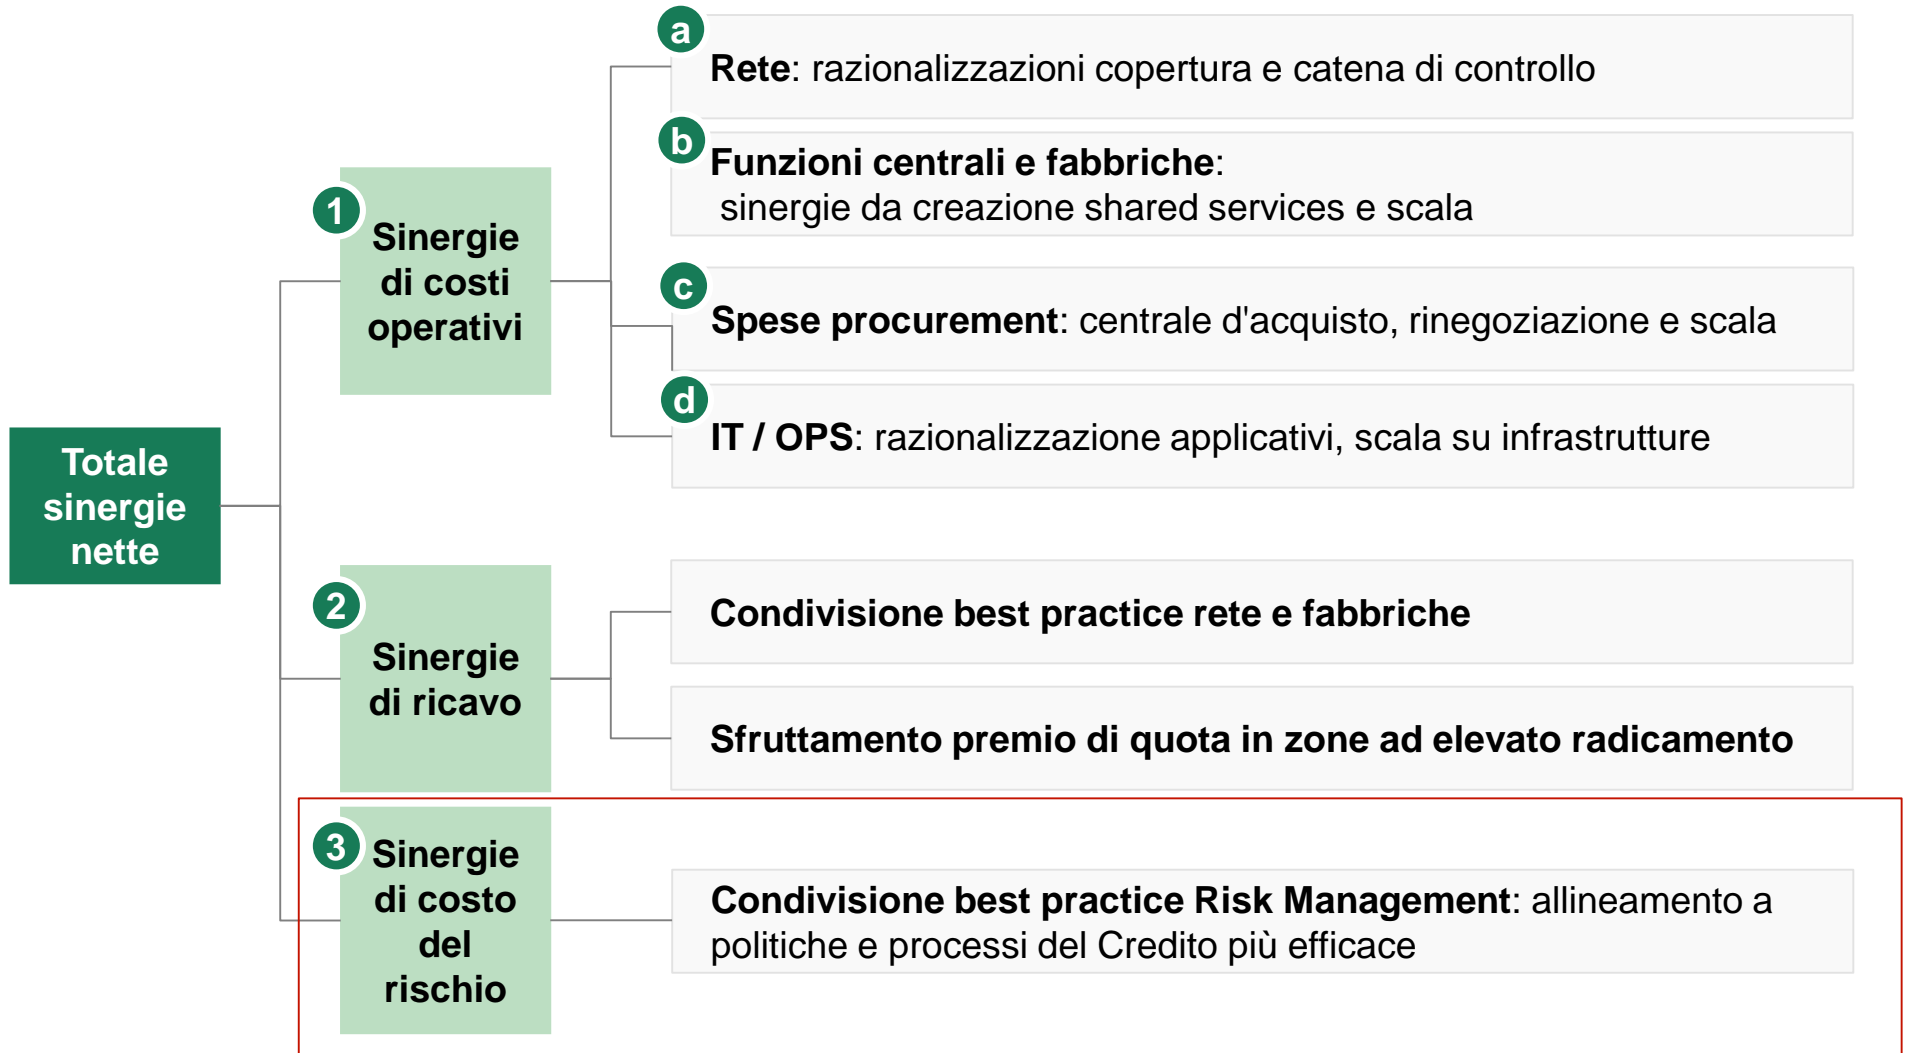 a
Rete: razionalizzazioni copertura e catena di controllo
b
Funzioni centrali e fabbriche:
sinergie da creazione shared services e scala
1
Sinergie
di costi
operativi
c
Spese procurement: centrale d'acquisto, rinegoziazione e scala
d
IT / OPS: razionalizzazione applicativi, scala su infrastrutture
Totale
sinergie
nette
2
Sinergie
di ricavo
Condivisione best practice rete e fabbriche
Sfruttamento premio di quota in zone ad elevato radicamento
3
Sinergie
di costo
del
rischio
Condivisione best practice Risk Management: allineamento a
politiche e processi del Credito più efficace